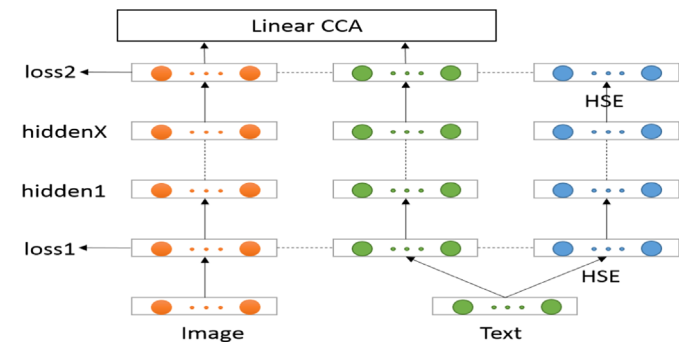 Linear CCA
loss2
HSE
hiddenX
hidden1
loss1
HSE
Image
Text